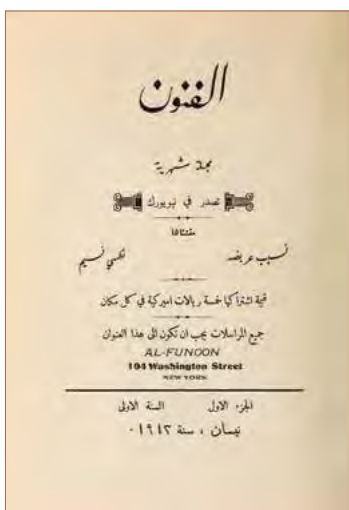 الفنون
مجلة شهرية
تصدر في نيويورك
منشئاها
نسيب عريضه نظمي نسيم
قيمة اشتراكها خمسة ريالات اميركية في كل مكان
جميع المراسلات يجب ان تكون الى هذا العنوان
AL-FUNOON
104 Washington Street
NEW YORK
الجزء الاول السنة الاولى
نيسان ، سنة ١٩١٣٠